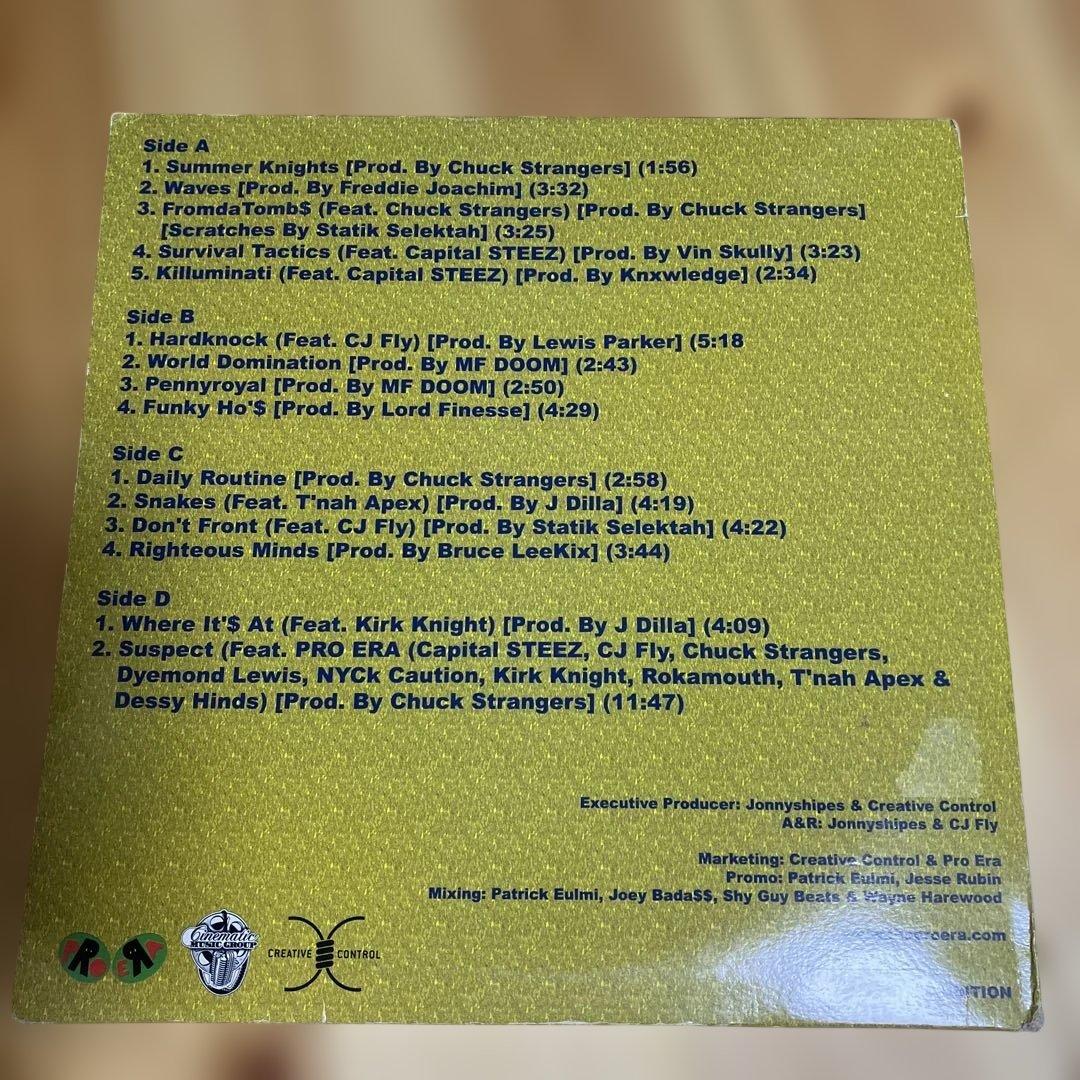 Side A
1. Summer Knights [Prod. By Chuck Strangers] (1:56)
2. Waves [Prod. By Freddie Joachim] (3:32)
3. FromdaTomb$ (Feat. Chuck Strangers) [Prod. By Chuck Strangers]
[Scratches By Statik Selektah] (3:25)
4. Survival Tactics (Feat. Capital STEEZ) [Prod. By Vin Skully] (3:23)
5. Killuminati (Feat. Capital STEEZ) [Prod. By Knxwledge] (2:34)
Side B
1. Hardknock (Feat. CJ Fly) [Prod. By Lewis Parker] (5:18
2. World Domination [Prod. By MF DOOM] (2:43)
3. Pennyroyal [Prod. By MF DOOM] (2:50)
4. Funky Ho'$ [Prod. By Lord Finesse] (4:29)
Side C
1. Daily Routine [Prod. By Chuck Strangers] (2:58)
2. Snakes (Feat. T'nah Apex) [Prod. By J Dilla] (4:19)
3. Don't Front (Feat. CJ Fly) [Prod. By Statik Selektah] (4:22)
4. Righteous Minds [Prod. By Bruce LeeKix] (3:44)
Side D
1. Where It'$ At (Feat. Kirk Knight) [Prod. By J Dilla] (4:09)
2. Suspect (Feat. PRO ERA (Capital STEEZ, CJ Fly, Chuck Strangers,
Dyemond Lewis, NYCk Caution, Kirk Knight, Rokamouth, T'nah Apex &
Dessy Hinds) [Prod. By Chuck Strangers] (11:47)
Executive Producer: Jonnyshipes & Creative Control
A&R: Jonnyshipes & CJ Fly
Marketing: Creative Control & Pro Era
Promo: Patrick Eulmi, Jesse Rubin
Mixing: Patrick Eulmi, Joey Bada$$, Shy Guy Beats & Wayne Harewood
PRO ERA
Cinematic
MUSIC GROUP
CREATIVE CONTROL